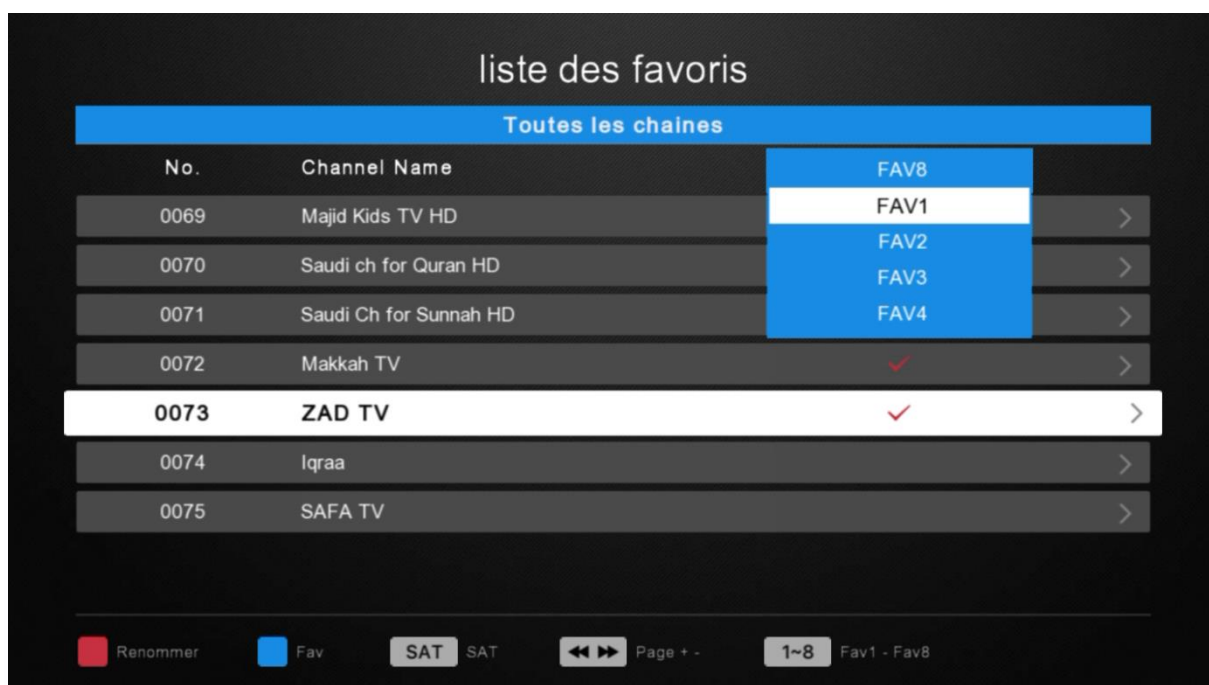 liste des favoris
Toutes les chaines
No. Channel Name FAV8
FAV1
0069 Majid Kids TV HD
FAV2
0070 Saudi ch for Quran HD
FAV3
0071 Saudi Ch for Sunnah HD FAV4
0072 Makkah TV
0073 ZAD TV
0074 Iqraa
0075 SAFA TV
Renommer Fav SAT SAT Page + - 1~8 Fav1 - Fav8